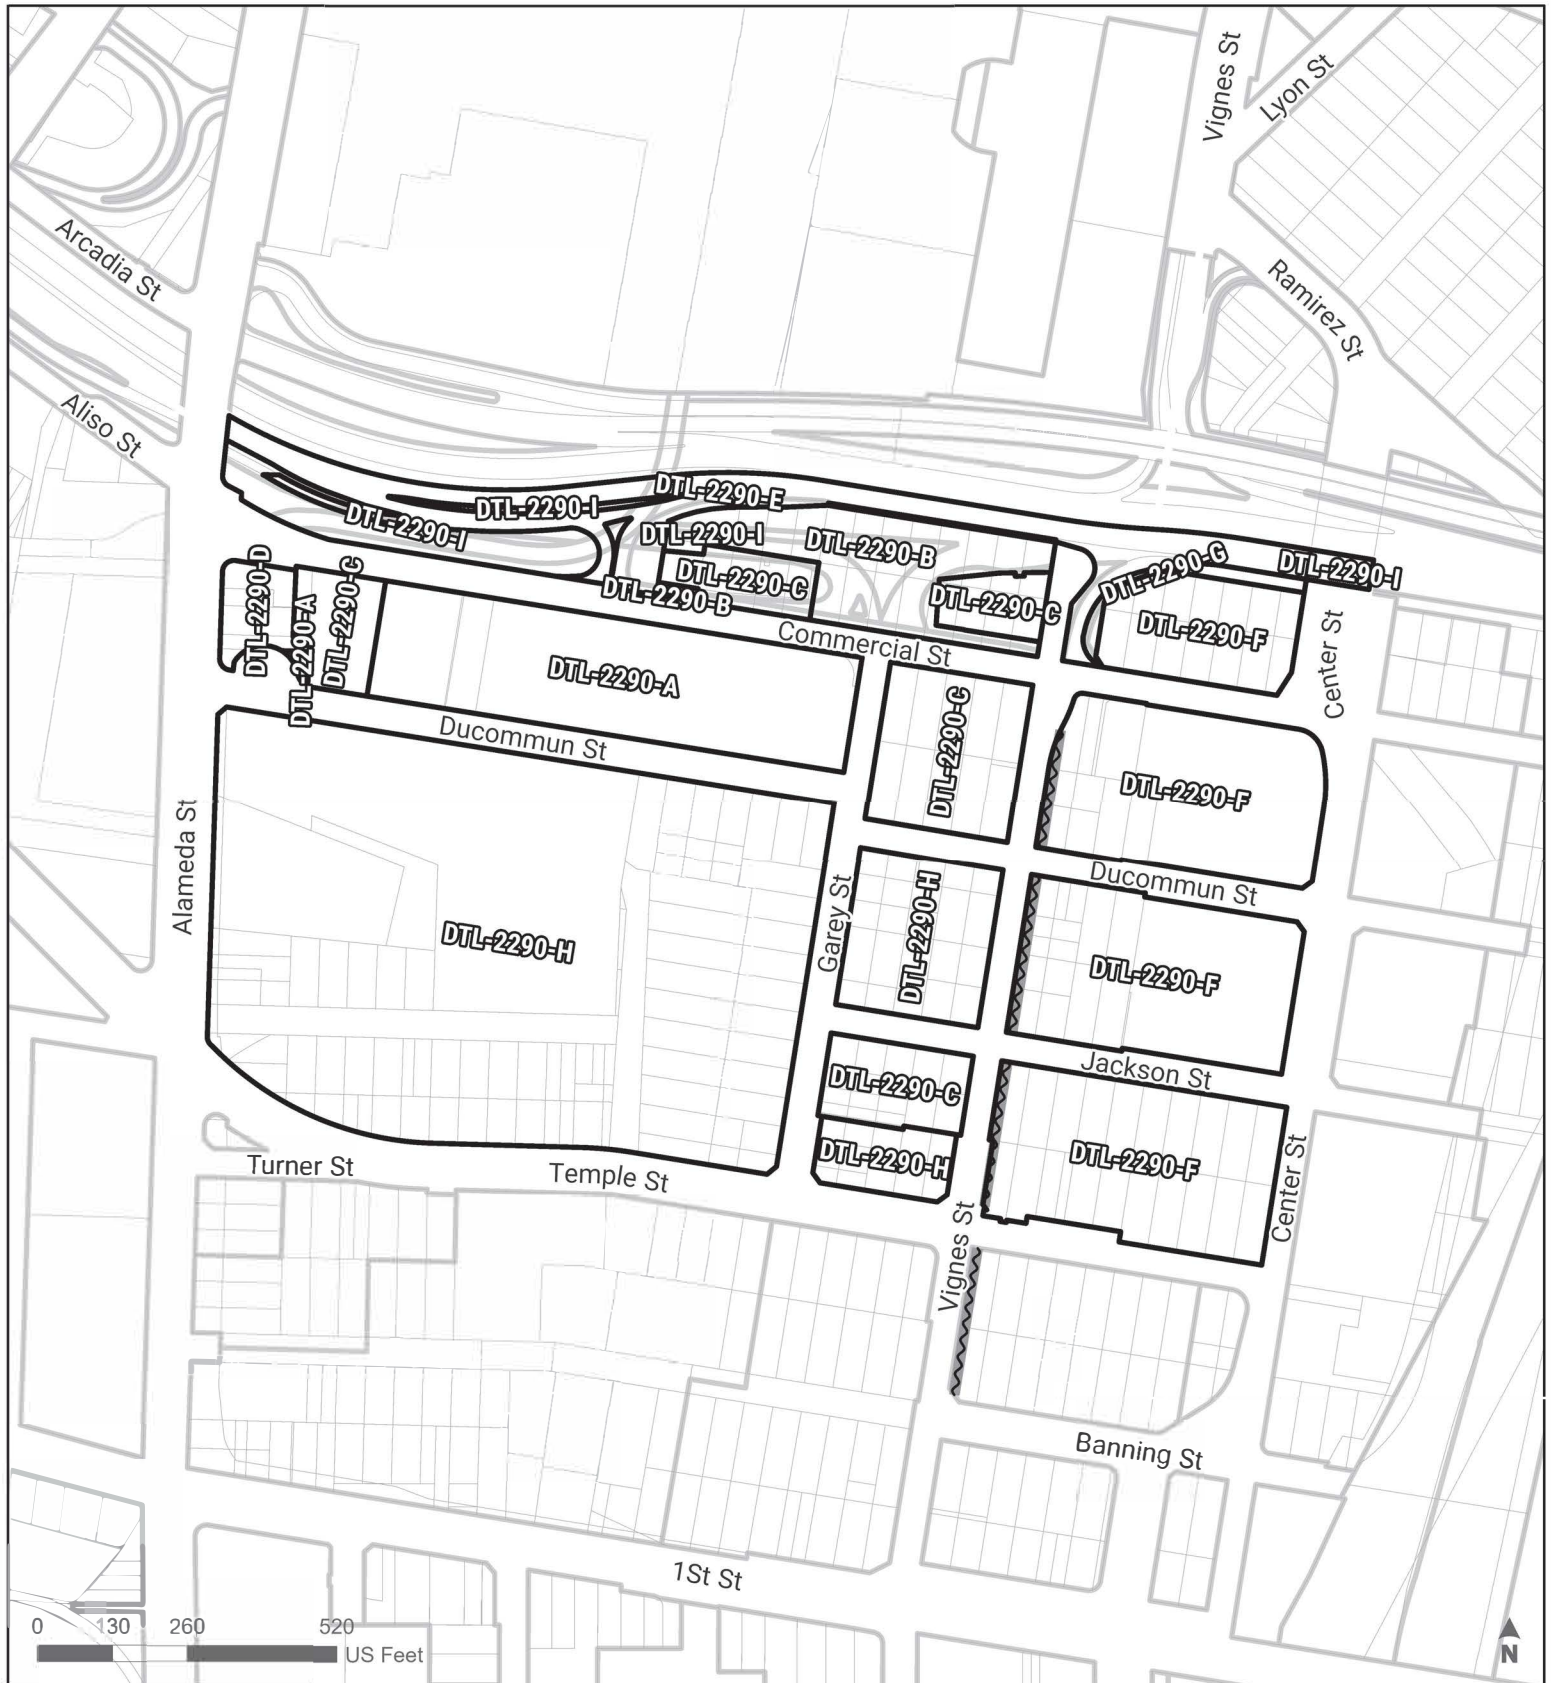 Vignes St
Lyon St
Arcadia St
Ramirez St
Aliso St
DTL-2290-E
DTL-2290-I
DTL-2290-I
DTL-2290-I
DTL-2290-B
DTL-2290-G
DTL-2290-I
DTL-2290-D
DTL-2290-A
DTL-2290-C
DTL-2290-C
DTL-2290-B
DTL-2290-C
DTL-2290-F
Commercial St
Center St
DTL-2290-A
DTL-2290-C
Ducommun St
DTL-2290-F
Alameda St
Ducommun St
Garey St
DTL-2290-H
DTL-2290-H
DTL-2290-F
Jackson St
DTL-2290-C
DTL-2290-H
DTL-2290-F
Center St
Turner St
Temple St
Vignes St
Banning St
1St St
0 130 260 520
US Feet
N